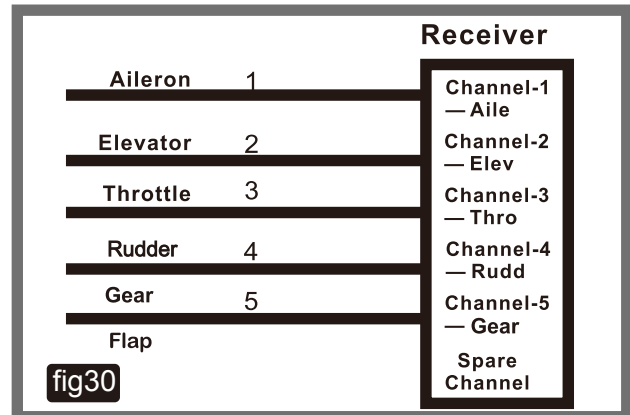 Receiver
Aileron 1
Channel-1
— Aile
Elevator 2
Channel-2
— Elev
Throttle 3
Channel-3
— Thro
Rudder 4
Channel-4
— Rudd
Gear 5
Channel-5
— Gear
Flap
Spare
Channel
fig30